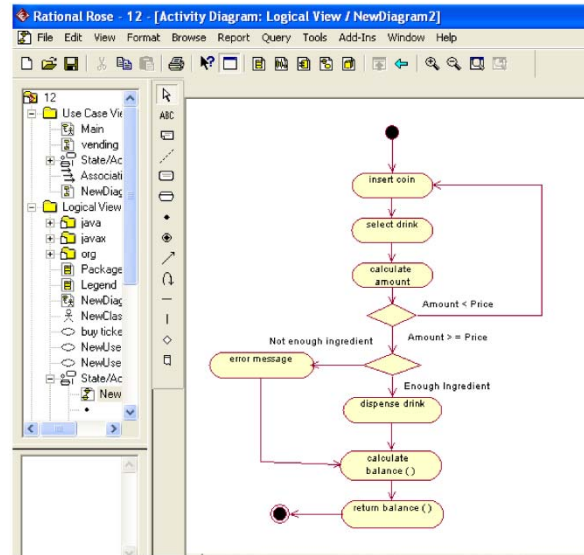 Rational Rose - 12 - [Activity Diagram: Logical View / NewDiagram2]
File Edit View Format Browse Report Query Tools Add-Ins Window Help
12
Use Case Vie
Main
vending
State/Ac
Associati
NewDiag
Logical View
java
javax
org
Package
Legend
NewDiag
NewClas
buy ticke
NewUse
NewUse
State/Ac
New
ABC
insert coin
select drink
calculate
amount
Amount < Price
Amount > = Price
Not enough ingredient
error message
Enough Ingredient
dispense drink
calculate
balance ( )
return balance ( )